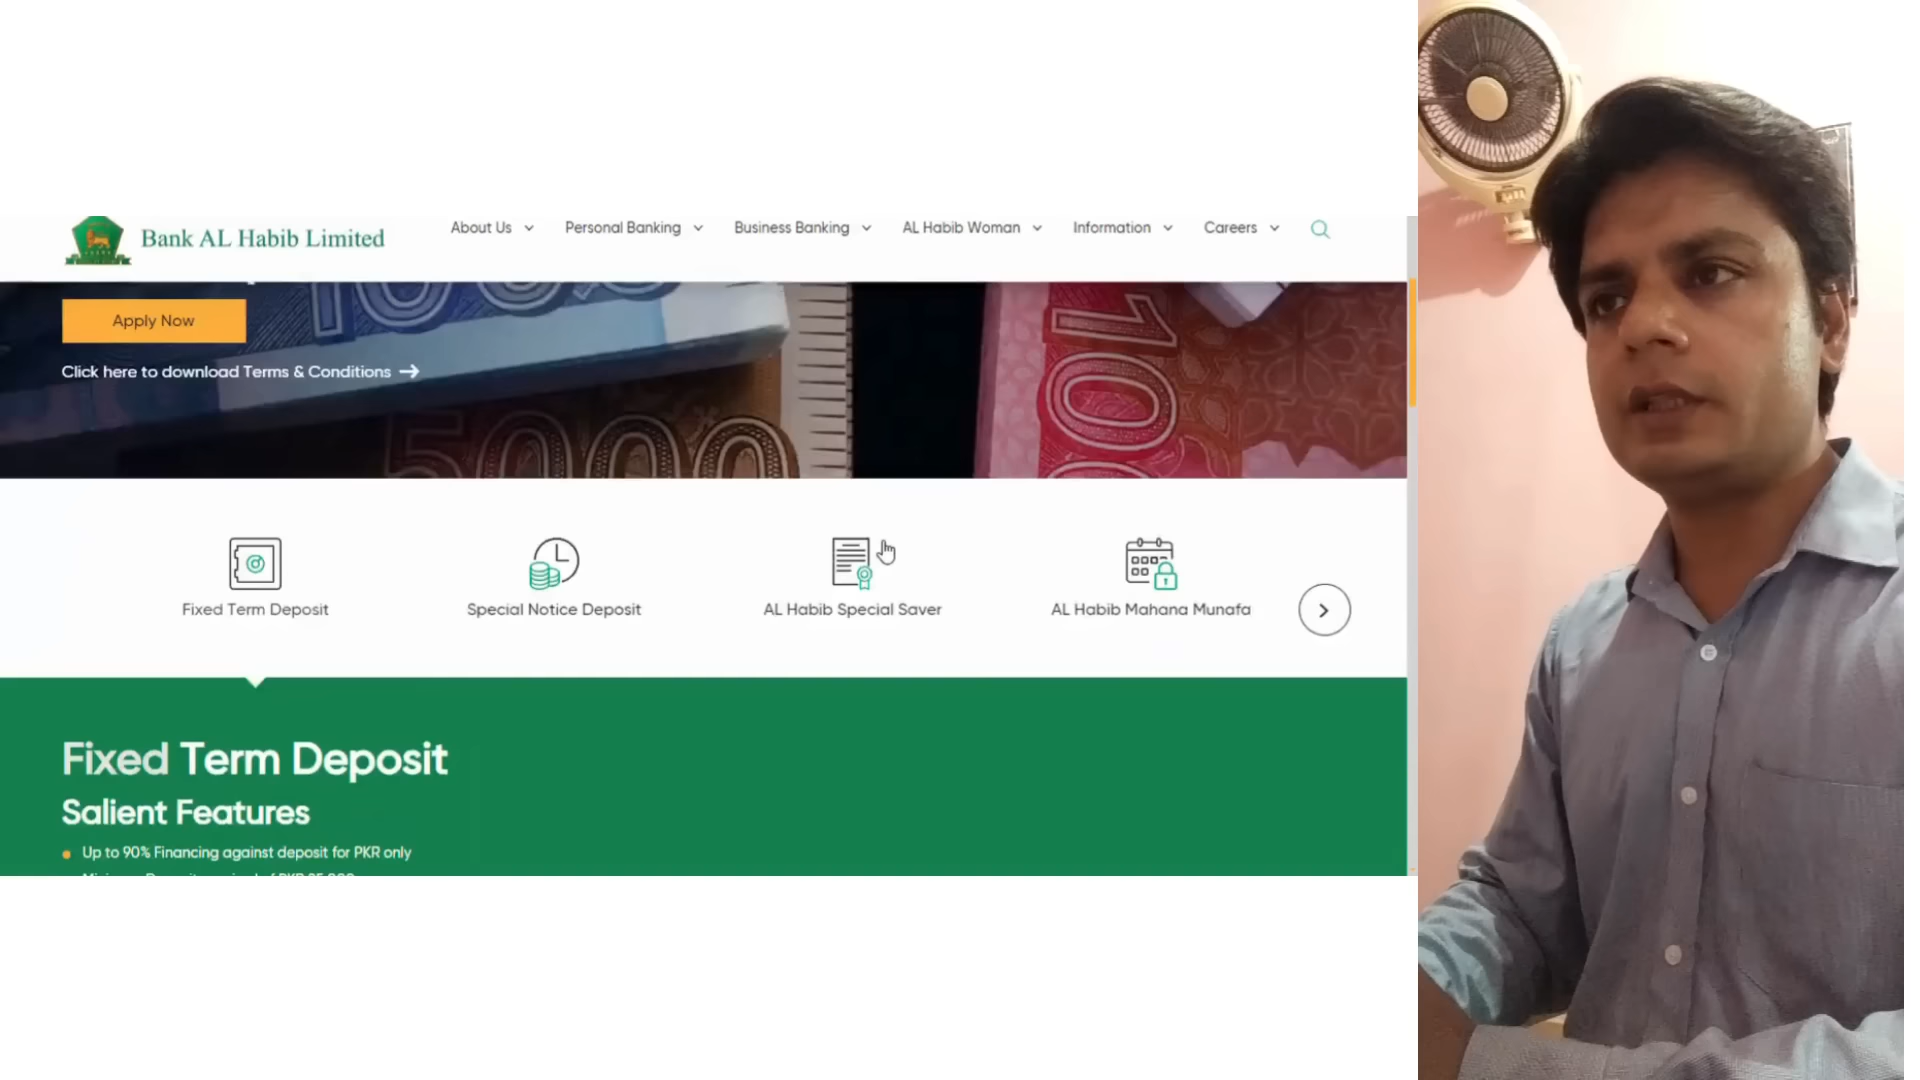 Bank AL Habib Limited
About Us
Personal Banking
Business Banking
AL Habib Woman
Information
Careers
Apply Now
Click here to download Terms & Conditions
5000
100
Fixed Term Deposit
Special Notice Deposit
AL Habib Special Saver
AL Habib Mahana Munafa
Fixed Term Deposit
Salient Features
Up to 90% Financing against deposit for PKR only